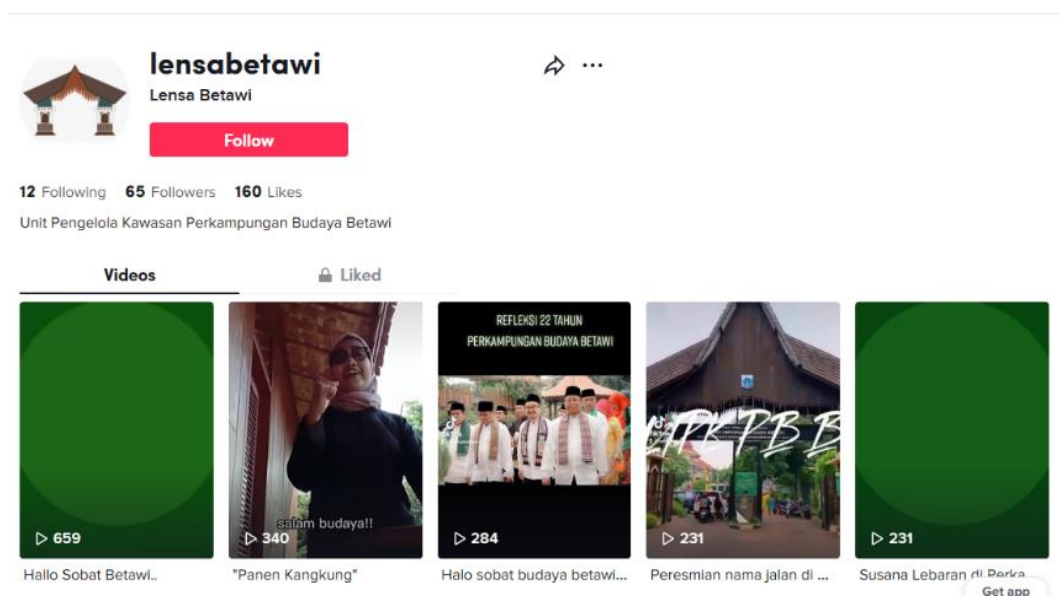 lensabetawi
Lensa Betawi
Follow
12 Following 65 Followers 160 Likes
Unit Pengelola Kawasan Perkampungan Budaya Betawi
Videos
Liked
REFLEKSI 22 TAHUN
PERKAMPUNGAN BUDAYA BETAWI
salam budaya!!
659
340
284
231
231
Hallo Sobat Betawi..
"Panen Kangkung"
Halo sobat budaya betawi...
Peresmian nama jalan di ...
Susana Lebaran di Perka
Get app